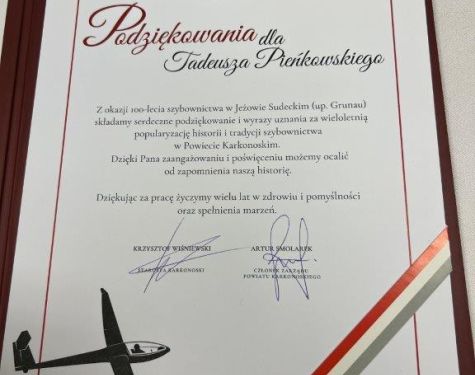 Podziękowania dla
Tadeusza Pieńkowskiego
Z okazji 100-lecia szybownictwa w Jeżowie Sudeckim (up. Grunau)
składamy serdeczne podziękowanie i wyrazy uznania za wieloletnią
popularyzację historii i tradycji szybownictwa
w Powiecie Karkonoskim.
Dzięki Pana zaangażowaniu i poświęceniu możemy ocalić
od zapomnienia naszą historię.
Dziękując za pracę życzymy wielu lat w zdrowiu i pomyślności
oraz spełnienia marzeń.
KRZYSZTOF WIŚNIEWSKI
STAROSTA KARKONOSKI
ARTUR SMOLAREK
CZŁONEK ZARZĄDU
POWIATU KARKONOSKIEGO